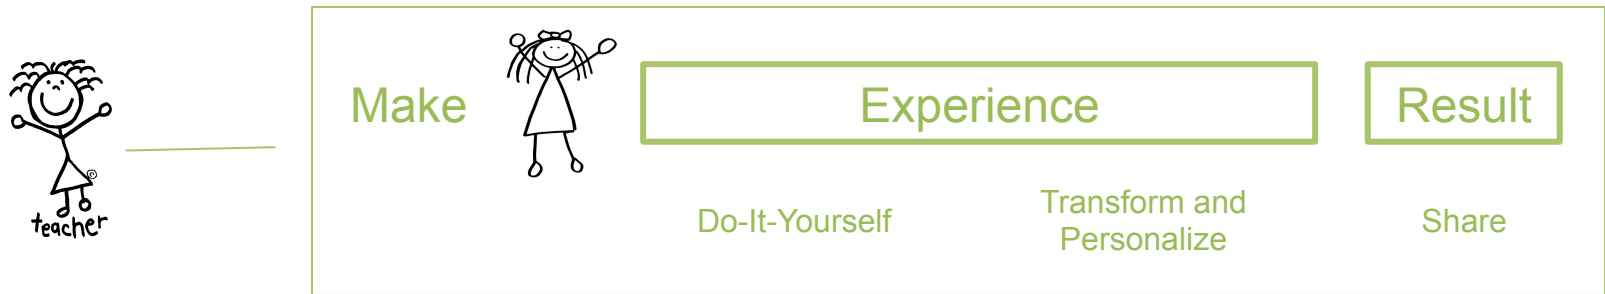 Make
Experience
Result
Do-It-Yourself
Transform and
Personalize
Share
teacher
©